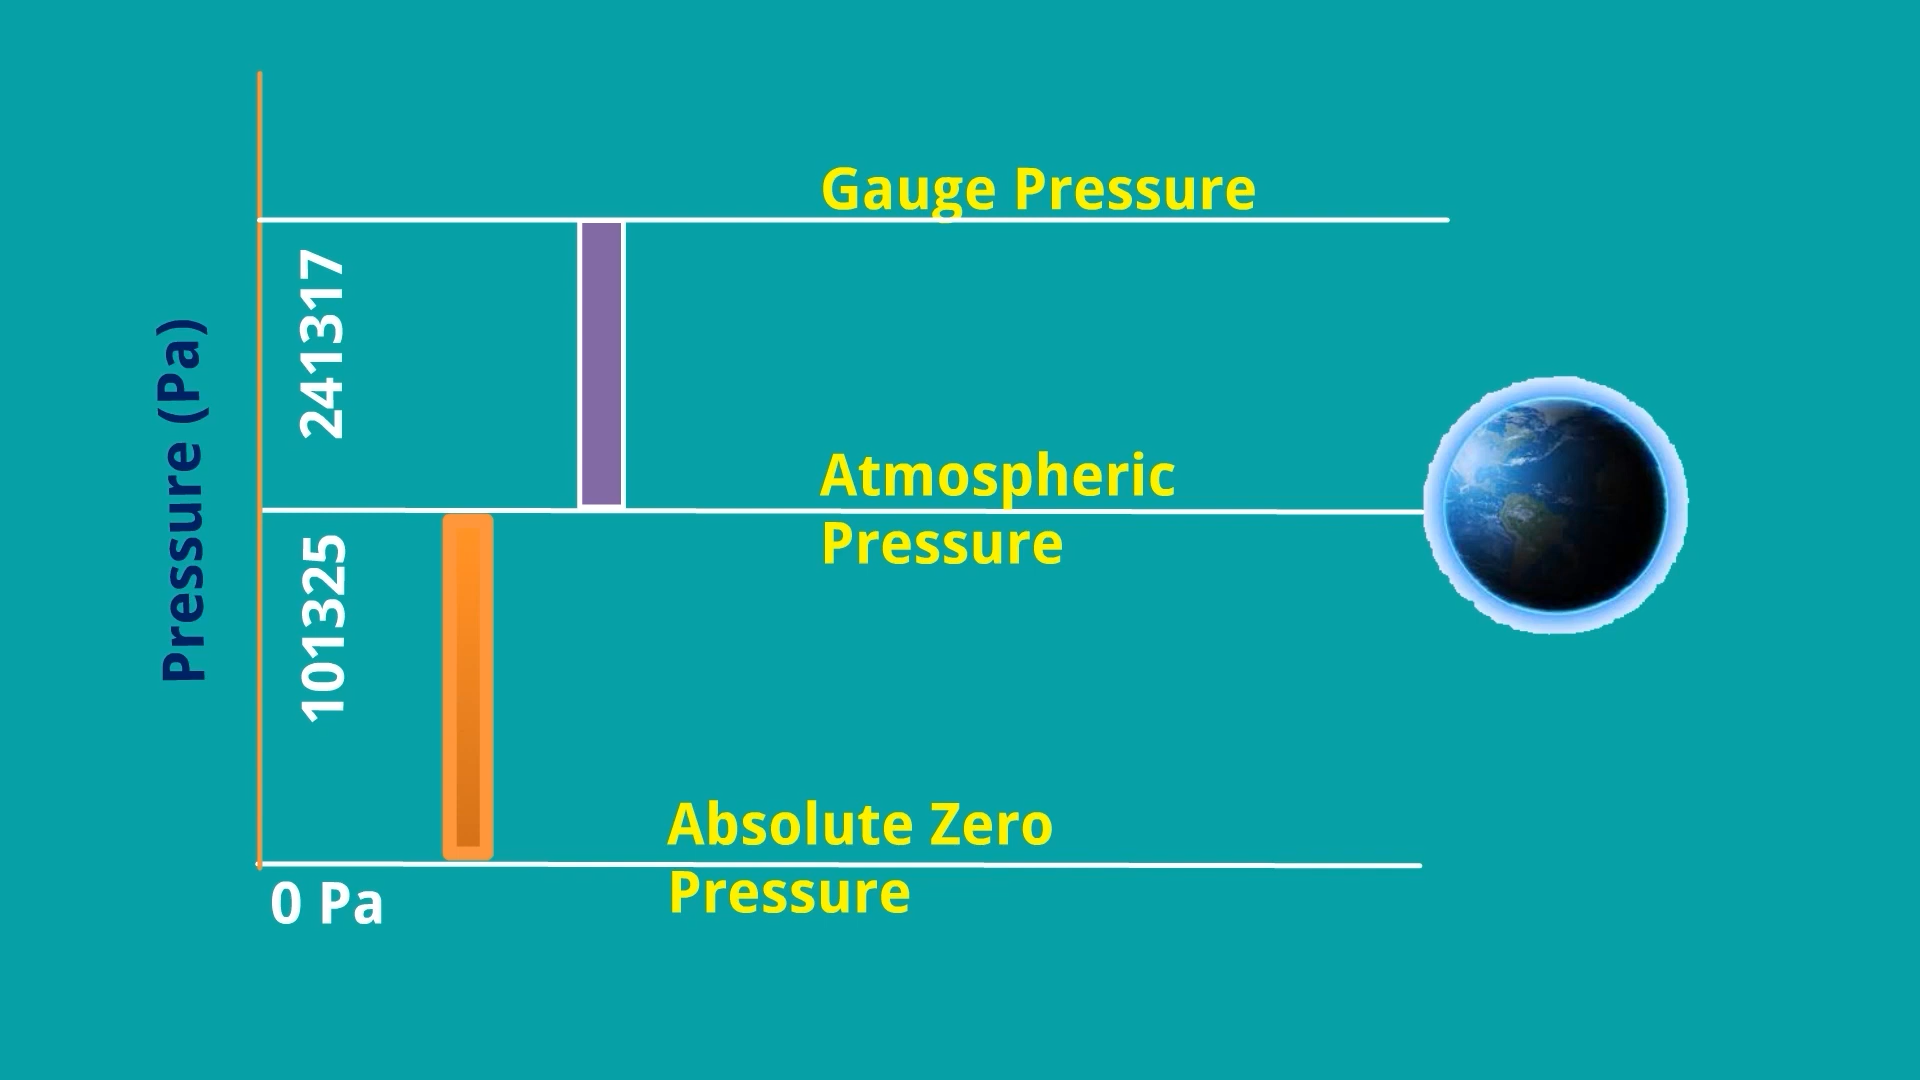 Gauge Pressure
241317
Pressure (Pa)
Atmospheric
Pressure
101325
Absolute Zero
Pressure
0 Pa